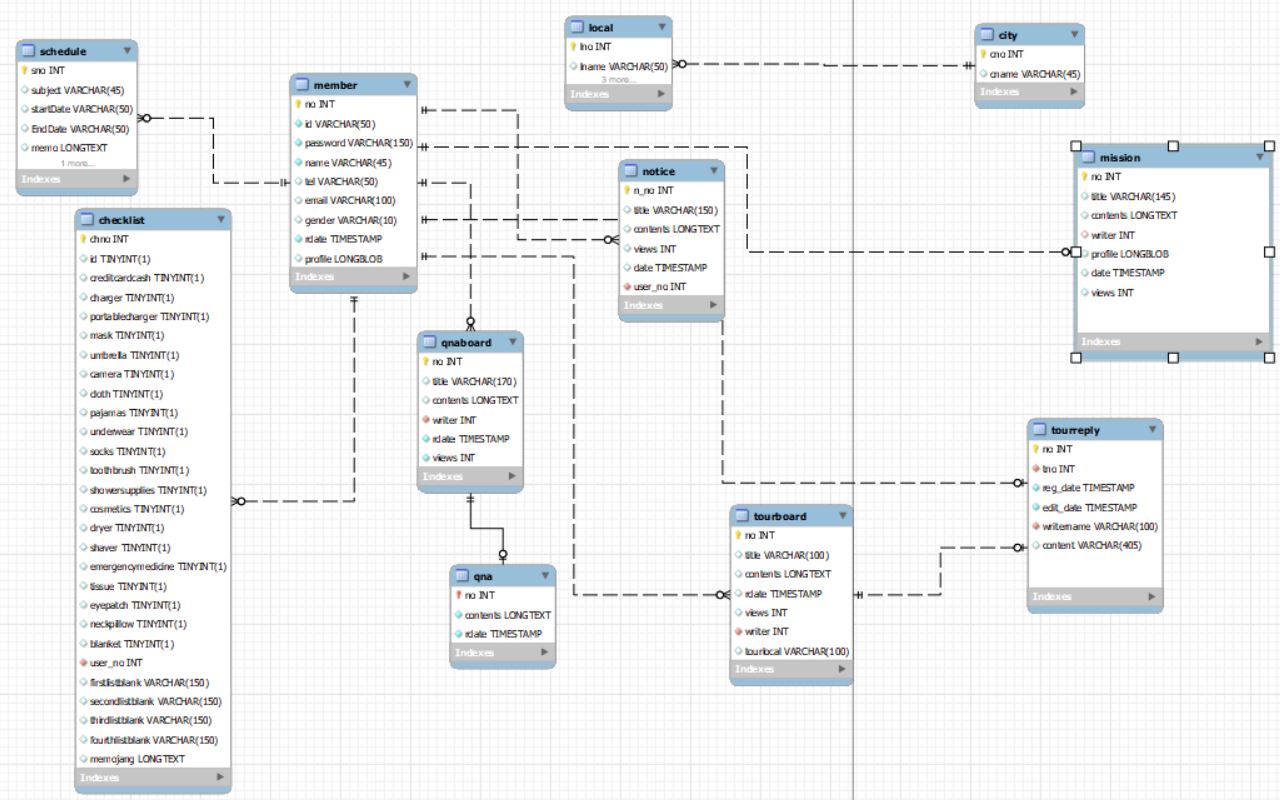 schedule
sno INT
subject VARCHAR(45)
startDate VARCHAR(50)
EndDate VARCHAR(50)
memo LONGTEXT
1 more...
Indexes
member
no INT
id VARCHAR(50)
password VARCHAR(150)
name VARCHAR(45)
tel VARCHAR(50)
email VARCHAR(100)
gender VARCHAR(10)
rdate TIMESTAMP
profile LONGBLOB
Indexes
local
lno INT
lname VARCHAR(50)
3 more...
Indexes
city
cno INT
cname VARCHAR(45)
Indexes
notice
n_no INT
title VARCHAR(150)
contents LONGTEXT
views INT
date TIMESTAMP
user_no INT
Indexes
mission
no INT
title VARCHAR(145)
contents LONGTEXT
writer INT
profile LONGBLOB
date TIMESTAMP
views INT
Indexes
checklist
chno INT
id TINYINT(1)
creditcardcash TINYINT(1)
charger TINYINT(1)
portablecharger TINYINT(1)
mask TINYINT(1)
umbrella TINYINT(1)
camera TINYINT(1)
cloth TINYINT(1)
pajamas TINYINT(1)
underwear TINYINT(1)
socks TINYINT(1)
toothbrush TINYINT(1)
showersupplies TINYINT(1)
cosmetics TINYINT(1)
dryer TINYINT(1)
shaver TINYINT(1)
emergencymedicine TINYINT(1)
tissue TINYINT(1)
eyepatch TINYINT(1)
neckpillow TINYINT(1)
blanket TINYINT(1)
user_no INT
firstlistblank VARCHAR(150)
secondlistblank VARCHAR(150)
thirdlistblank VARCHAR(150)
fourthlistblank VARCHAR(150)
memojang LONGTEXT
Indexes
qnaboard
no INT
title VARCHAR(170)
contents LONGTEXT
writer INT
rdate TIMESTAMP
views INT
Indexes
qna
no INT
contents LONGTEXT
rdate TIMESTAMP
Indexes
tourboard
no INT
title VARCHAR(100)
contents LONGTEXT
rdate TIMESTAMP
views INT
writer INT
tourlocal VARCHAR(100)
Indexes
tourreply
no INT
tno INT
reg_date TIMESTAMP
edit_date TIMESTAMP
writername VARCHAR(100)
content VARCHAR(405)
Indexes